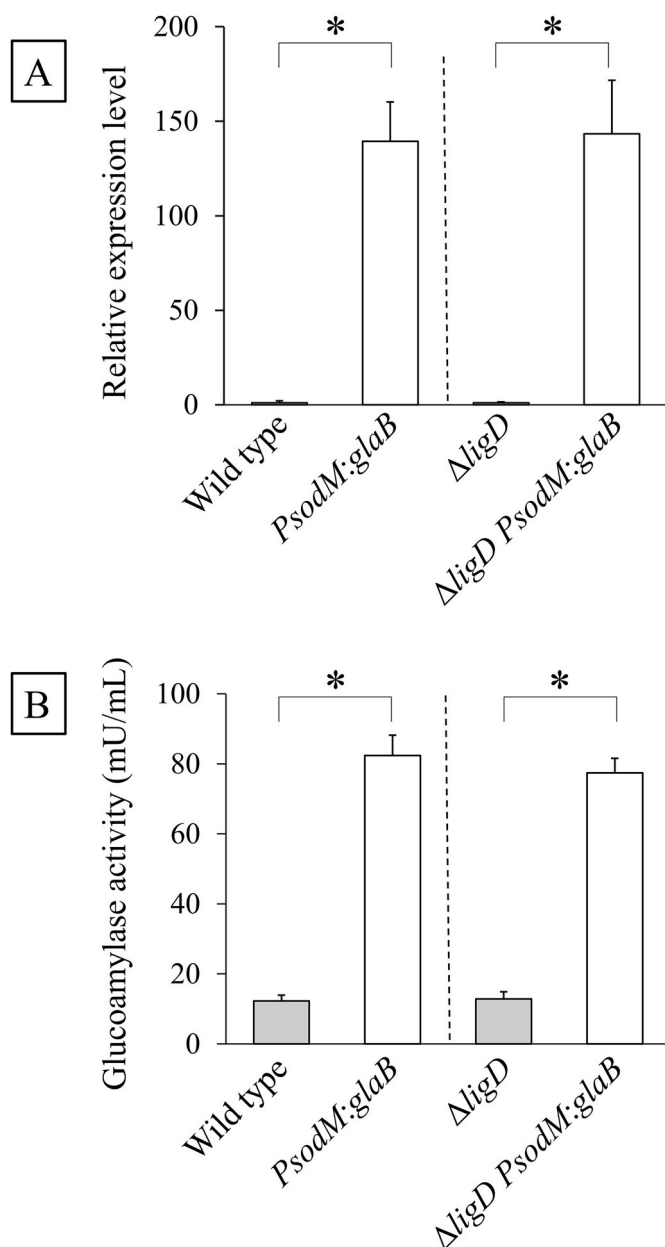 A
Relative expression level
200
150
100
50
0
*
*
Wild type
PsodM:glaB
ΔligD
ΔligD PsodM:glaB
B
Glucoamylase activity (mU/mL)
100
80
60
40
20
0
*
*
Wild type
PsodM:glaB
ΔligD
ΔligD PsodM:glaB